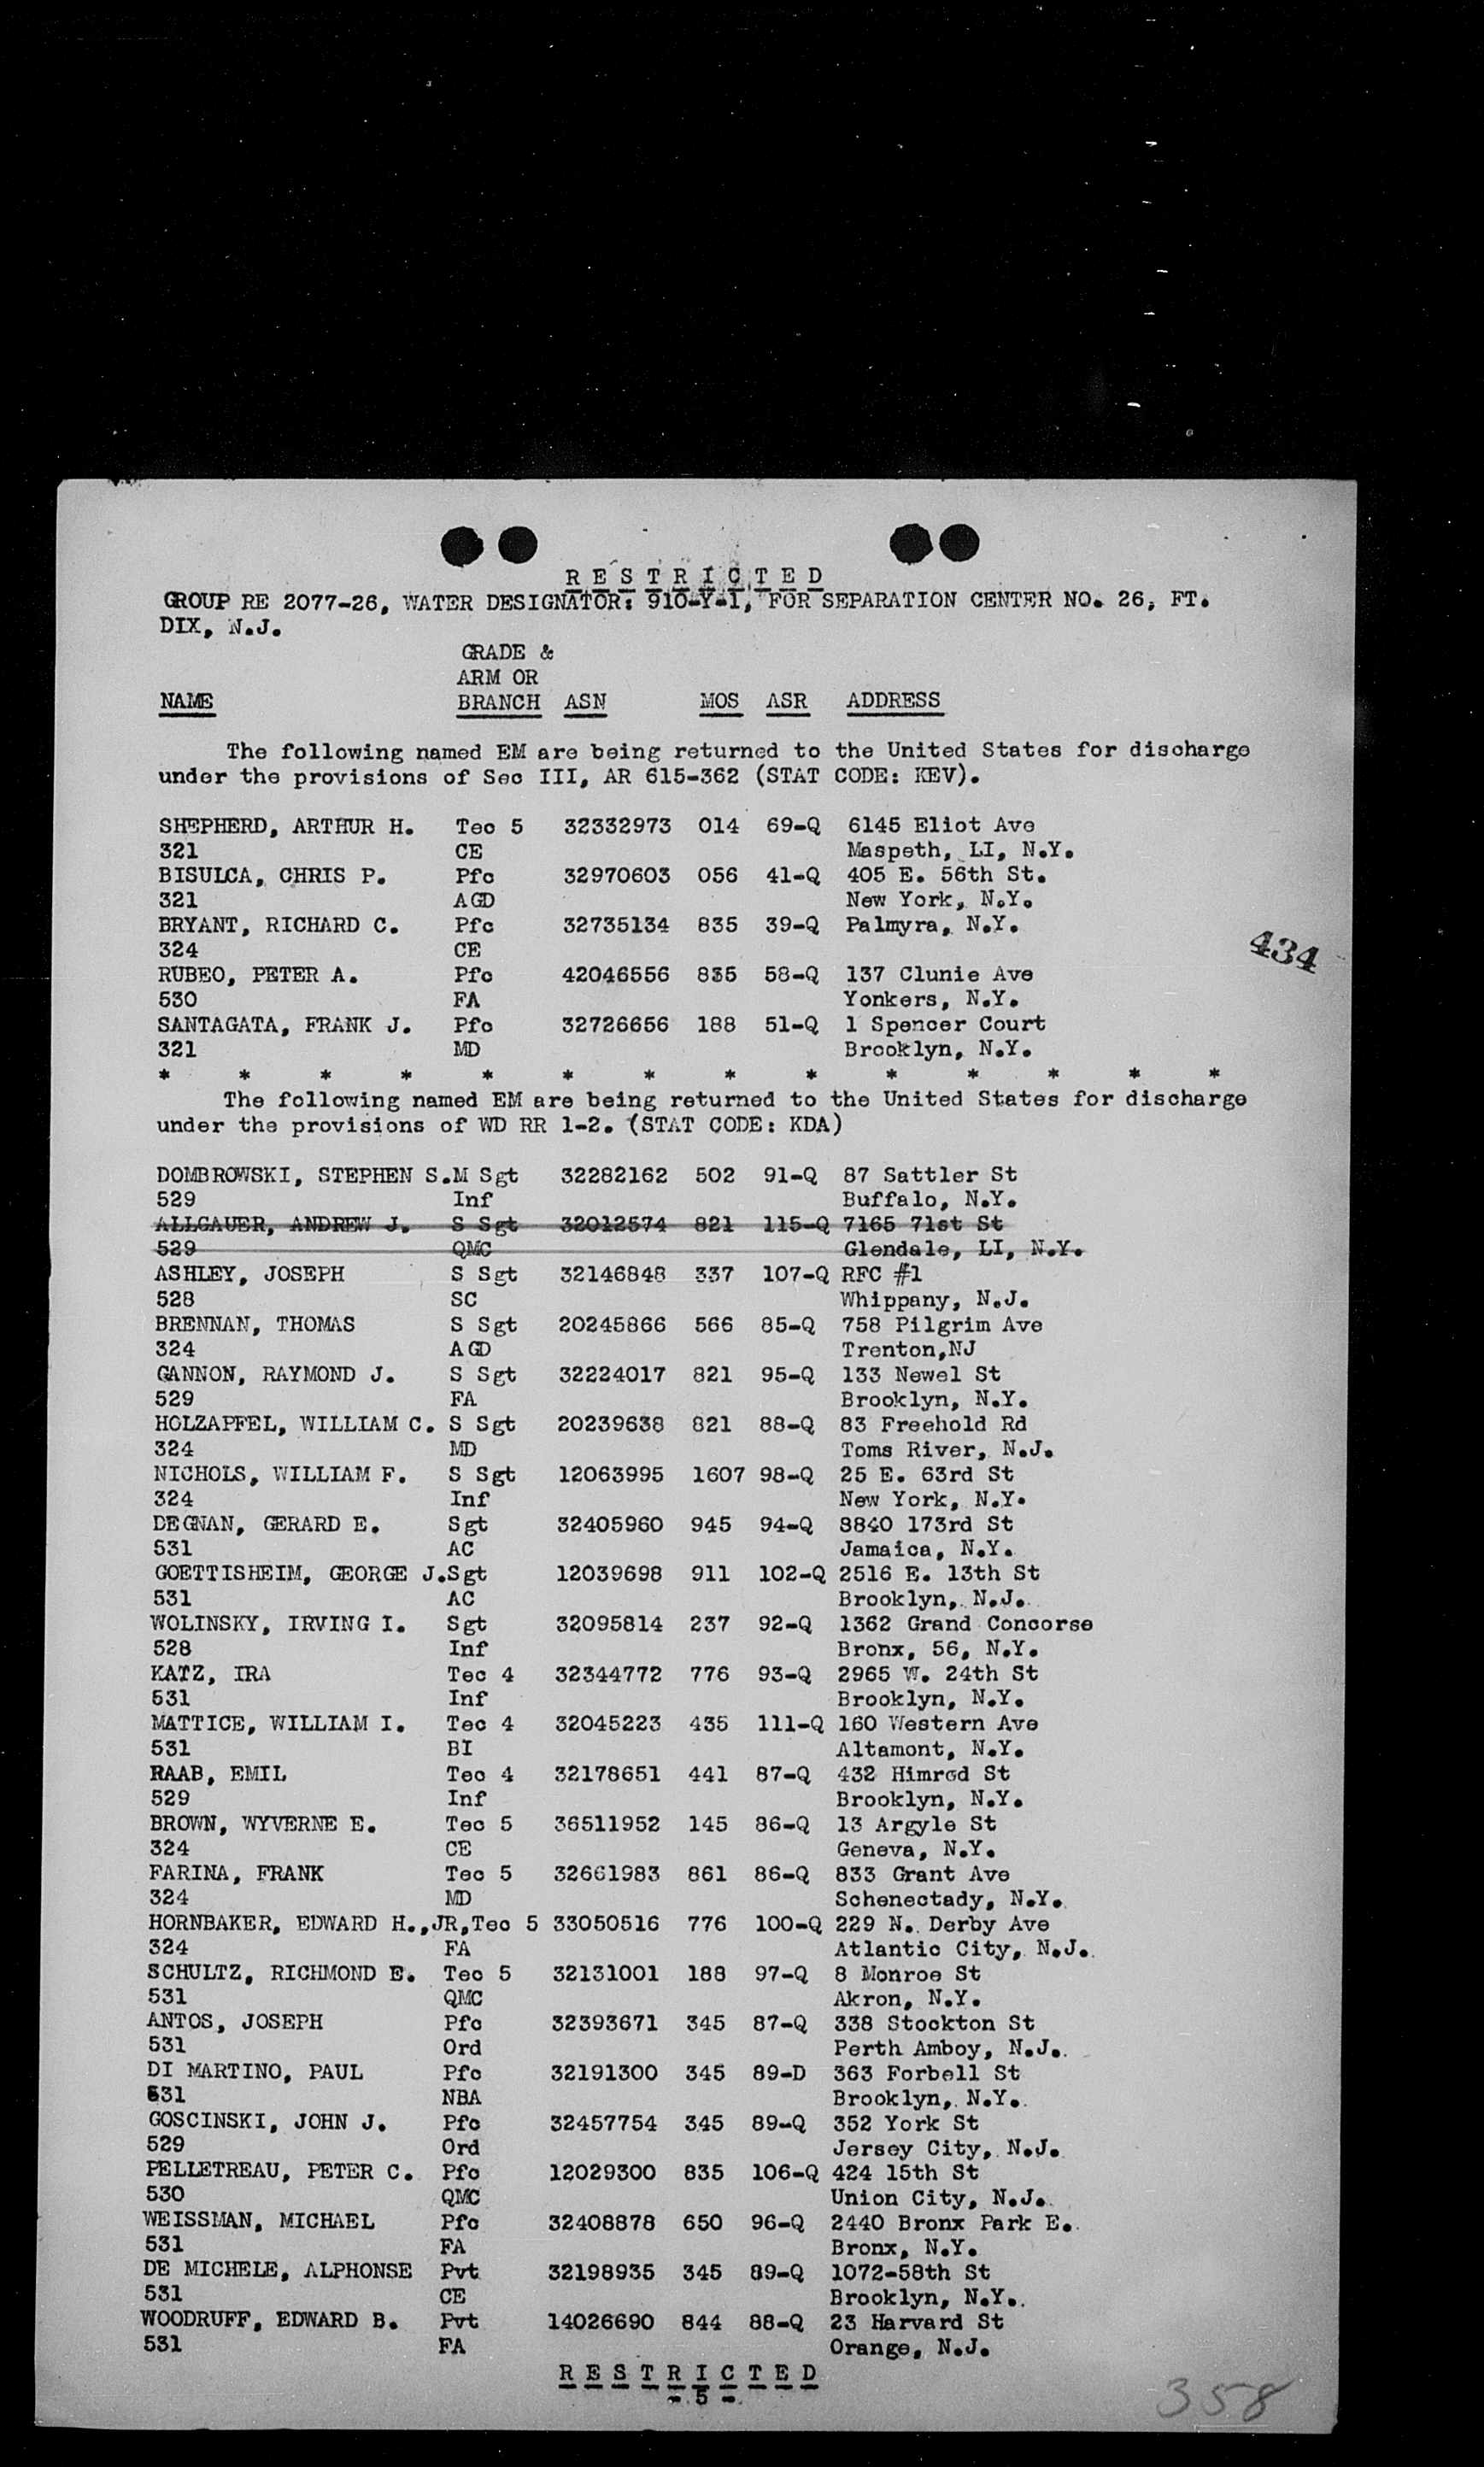 R E S T R I C T E D
GROUP RE 2077-26, WATER DESIGNATOR: 910-Y-1, FOR SEPARATION CENTER NO. 26, FT.
DIX, N.J.
GRADE &
ARM OR
NAME BRANCH ASN MOS ASR ADDRESS
The following named EM are being returned to the United States for discharge
under the provisions of Sec III, AR 615-362 (STAT CODE: KEV).
SHEPHERD, ARTHUR H. Tec 5 32332973 014 69-Q 6145 Eliot Ave
321 CE Maspeth, LI, N.Y.
BISULCA, CHRIS P. Pfc 32970603 056 41-Q 405 E. 56th St.
321 AGD New York, N.Y.
BRYANT, RICHARD C. Pfc 32735134 835 39-Q Palmyra, N.Y.
324 CE
434
RUBEO, PETER A. Pfc 42046556 835 58-Q 137 Clunie Ave
530 FA Yonkers, N.Y.
SANTAGATA, FRANK J. Pfc 32726656 188 51-Q 1 Spencer Court
321 MD Brooklyn, N.Y.
* * * * * * * * * * * * * *
The following named EM are being returned to the United States for discharge
under the provisions of WD RR 1-2. (STAT CODE: KDA)
DOMBROWSKI, STEPHEN S.M Sgt 32282162 502 91-Q 87 Sattler St
529 Inf Buffalo, N.Y.
ALLGAUER, ANDREW J. S Sgt 32012574 821 115-Q 7165 71st St
529 QMC Glendale, LI, N.Y.
ASHLEY, JOSEPH S Sgt 32146848 337 107-Q RFC #1
528 SC Whippany, N.J.
BRENNAN, THOMAS S Sgt 20245866 566 85-Q 758 Pilgrim Ave
324 AGD Trenton,NJ
GANNON, RAYMOND J. S Sgt 32224017 821 95-Q 133 Newel St
529 FA Brooklyn, N.Y.
HOLZAPFEL, WILLIAM C. S Sgt 20239638 821 88-Q 83 Freehold Rd
324 MD Toms River, N.J.
NICHOLS, WILLIAM F. S Sgt 12063995 1607 98-Q 25 E. 63rd St
324 Inf New York, N.Y.
DEGNAN, GERARD E. Sgt 32405960 945 94-Q 8840 173rd St
531 AC Jamaica, N.Y.
GOETTISHEIM, GEORGE J.Sgt 12039698 911 102-Q 2516 E. 13th St
531 AC Brooklyn, N.J.
WOLINSKY, IRVING I. Sgt 32095814 237 92-Q 1362 Grand Concorse
528 Inf Bronx, 56, N.Y.
KATZ, IRA Tec 4 32344772 776 93-Q 2965 W. 24th St
531 Inf Brooklyn, N.Y.
MATTICE, WILLIAM I. Tec 4 32045223 435 111-Q 160 Western Ave
531 BI Altamont, N.Y.
RAAB, EMIL Tec 4 32178651 441 87-Q 432 Himrod St
529 Inf Brooklyn, N.Y.
BROWN, WYVERNE E. Tec 5 36511952 145 86-Q 13 Argyle St
324 CE Geneva, N.Y.
FARINA, FRANK Tec 5 32661983 861 86-Q 833 Grant Ave
324 MD Schenectady, N.Y.
HORNBAKER, EDWARD H.,JR,Tec 5 33050516 776 100-Q 229 N. Derby Ave
324 FA Atlantic City, N.J.
SCHULTZ, RICHMOND E. Tec 5 32131001 188 97-Q 8 Monroe St
531 QMC Akron, N.Y.
ANTOS, JOSEPH Pfc 32393671 345 87-Q 338 Stockton St
531 Ord Perth Amboy, N.J.
DI MARTINO, PAUL Pfc 32191300 345 89-D 363 Forbell St
531 NBA Brooklyn, N.Y.
GOSCINSKI, JOHN J. Pfc 32457754 345 89-Q 352 York St
529 Ord Jersey City, N.J.
PELLETREAU, PETER C. Pfc 12029300 835 106-Q 424 15th St
530 QMC Union City, N.J.
WEISSMAN, MICHAEL Pfc 32408878 650 96-Q 2440 Bronx Park E.
531 FA Bronx, N.Y.
DE MICHELE, ALPHONSE Pvt 32198935 345 89-Q 1072-58th St
531 CE Brooklyn, N.Y.
WOODRUFF, EDWARD B. Pvt 14026690 844 88-Q 23 Harvard St
531 FA Orange, N.J.
R E S T R I C T E D
- 5 -
358